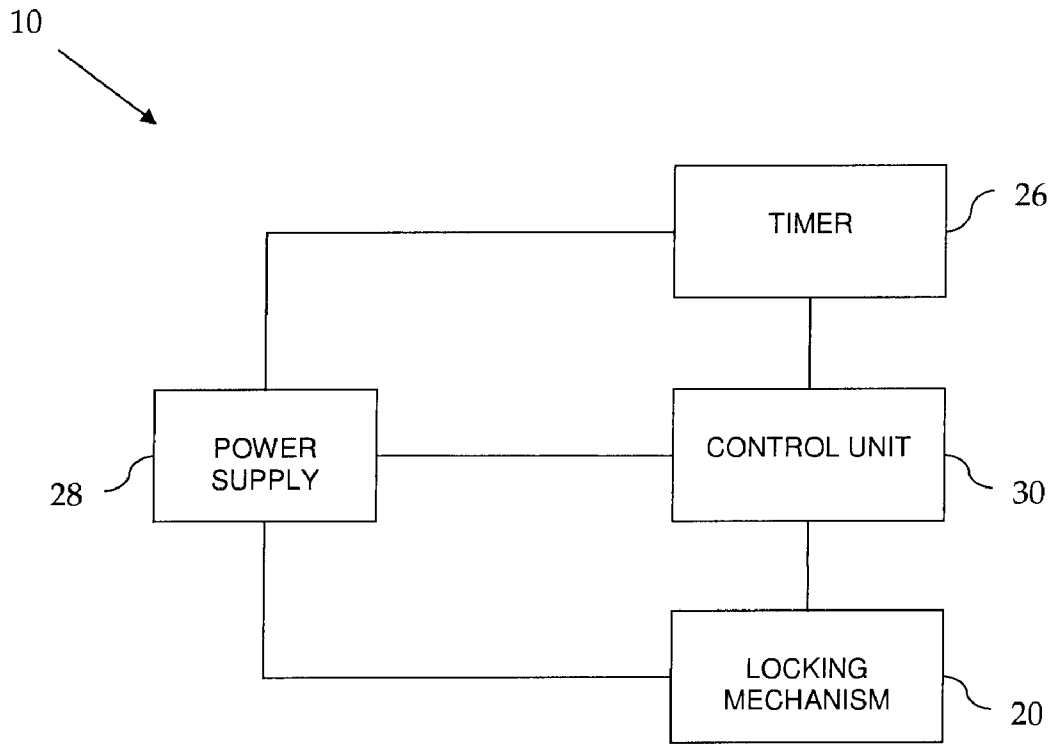 10
TIMER
26
POWER
SUPPLY
28
CONTROL UNIT
30
LOCKING
MECHANISM
20